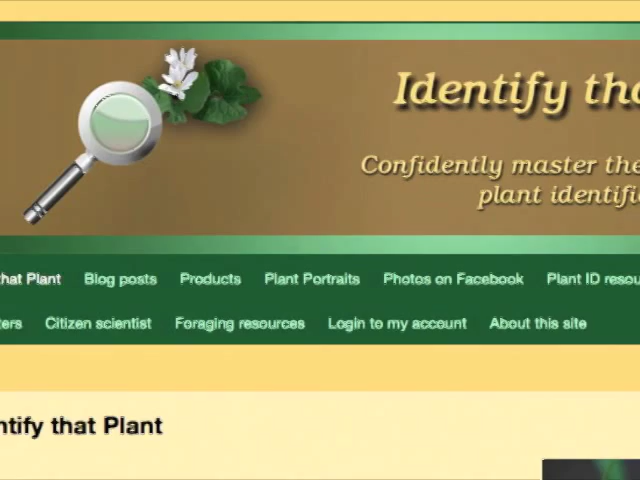 Identify tha
Confidently master the
plant identifi
that Plant Blog posts Products Plant Portraits Photos on Facebook Plant ID resou
ters Citizen scientist Foraging resources Login to my account About this site
ntify that Plant